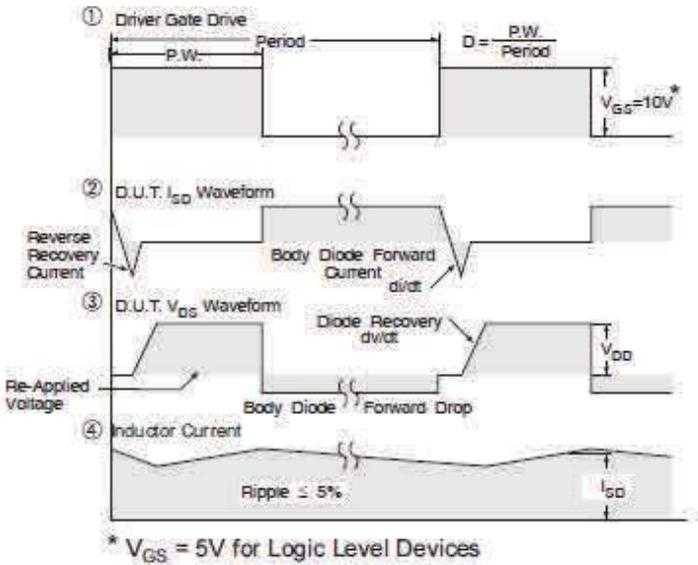 ① Driver Gate Drive
P.W.
Period
D = P.W.
Period
V_GS=10V*
② D.U.T. I_SD Waveform
Reverse
Recovery
Current
Body Diode Forward
Current
di/dt
③ D.U.T. V_DS Waveform
Diode Recovery
dv/dt
V_DD
Re-Applied
Voltage
Body Diode Forward Drop
④ Inductor Current
Ripple ≤ 5%
I_SD
* V_GS = 5V for Logic Level Devices